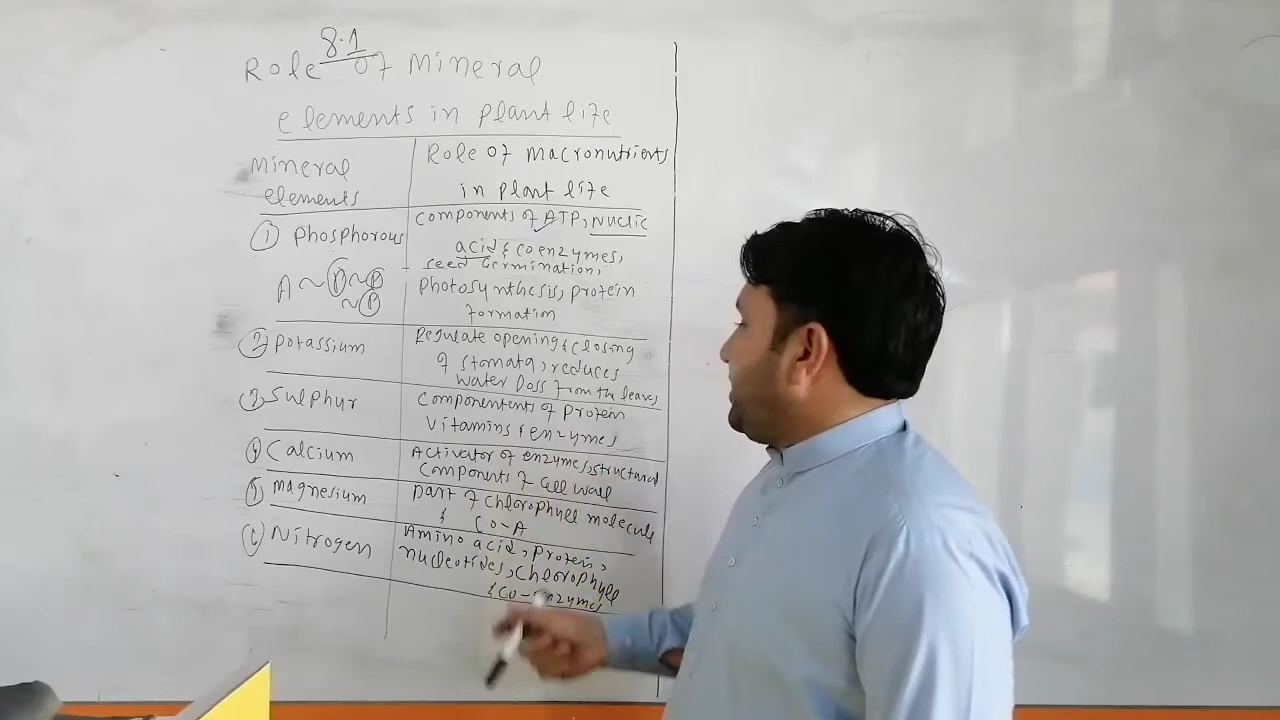 8.1
Role of Mineral
elements in plant life
Mineral
elements
Role of macronutrients
in plant life
① Phosphorous
A ~ P ~ P
~ P
Components of ATP, Nuclic
acid & coenzymes,
seed Germination,
photosynthesis, protein
formation
② Potassium
Regulate opening & closing
of stomata, reduces
water loss from the leaves
③ Sulphur
Componentents of protein
vitamins & enzymes
④ Calcium
Activator of enzymes, structural
components of cell wall
⑤ Magnesium
part of chlorophyll molecule
& CO-A
⑥ Nitrogen
Amino acid, protein,
nucleotides, chlorophyll
& co-enzymes